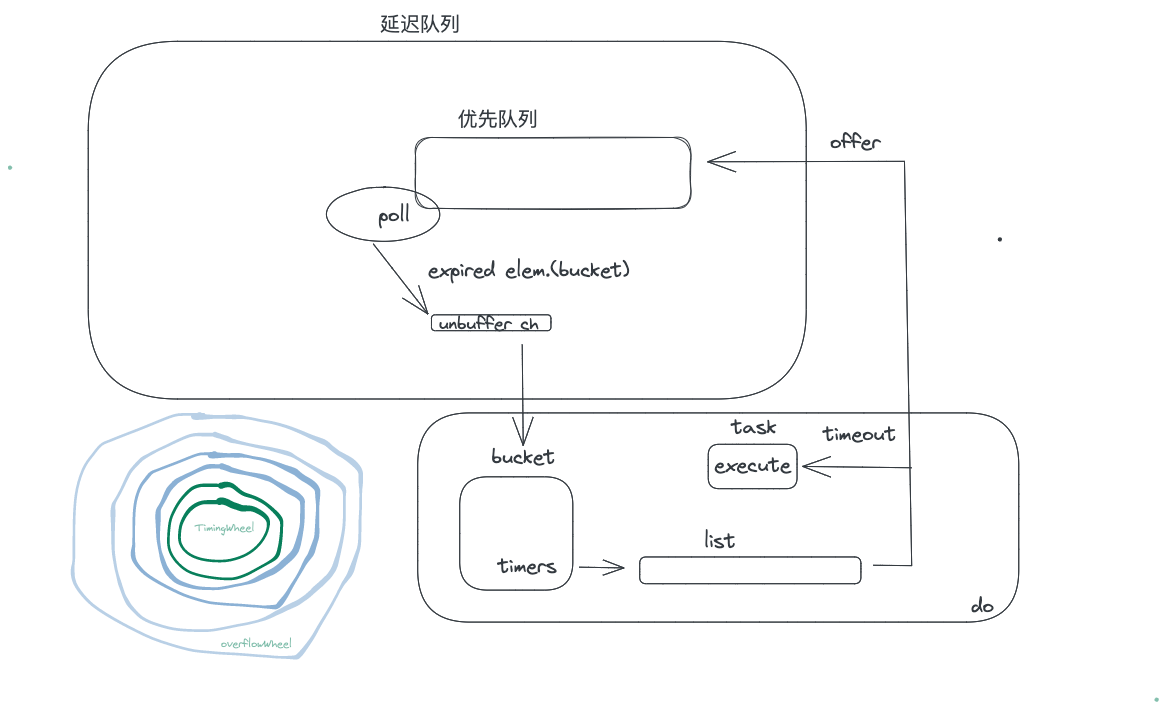 延迟队列
优先队列
offer
poll
expired elem.(bucket)
unbuffer ch
task
timeout
bucket
execute
TimingWheel
list
timers
do
overflowWheel